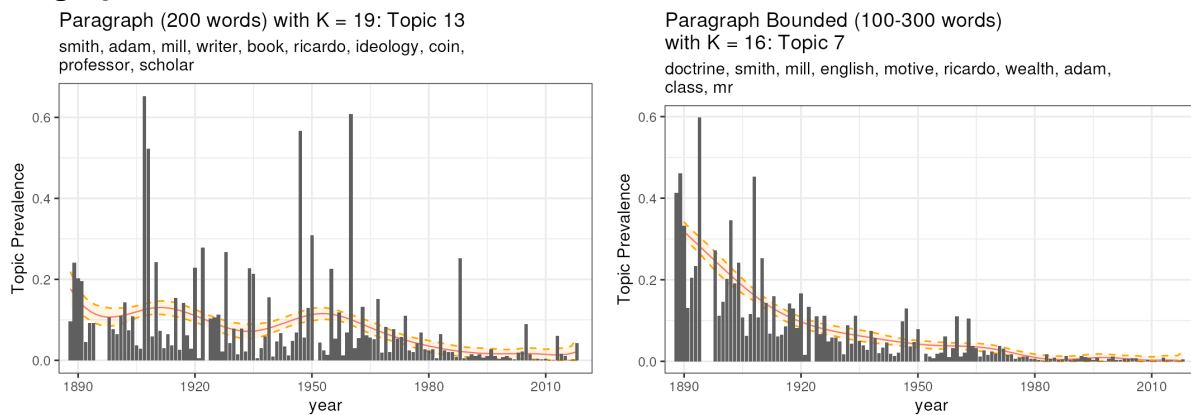 Paragraph (200 words) with K = 19: Topic 13
smith, adam, mill, writer, book, ricardo, ideology, coin,
professor, scholar
Topic Prevalence
0.6
0.4
0.2
0.0
1890 1920 1950 1980 2010
year
Paragraph Bounded (100-300 words)
with K = 16: Topic 7
doctrine, smith, mill, english, motive, ricardo, wealth, adam,
class, mr
Topic Prevalence
0.6
0.4
0.2
0.0
1890 1920 1950 1980 2010
year